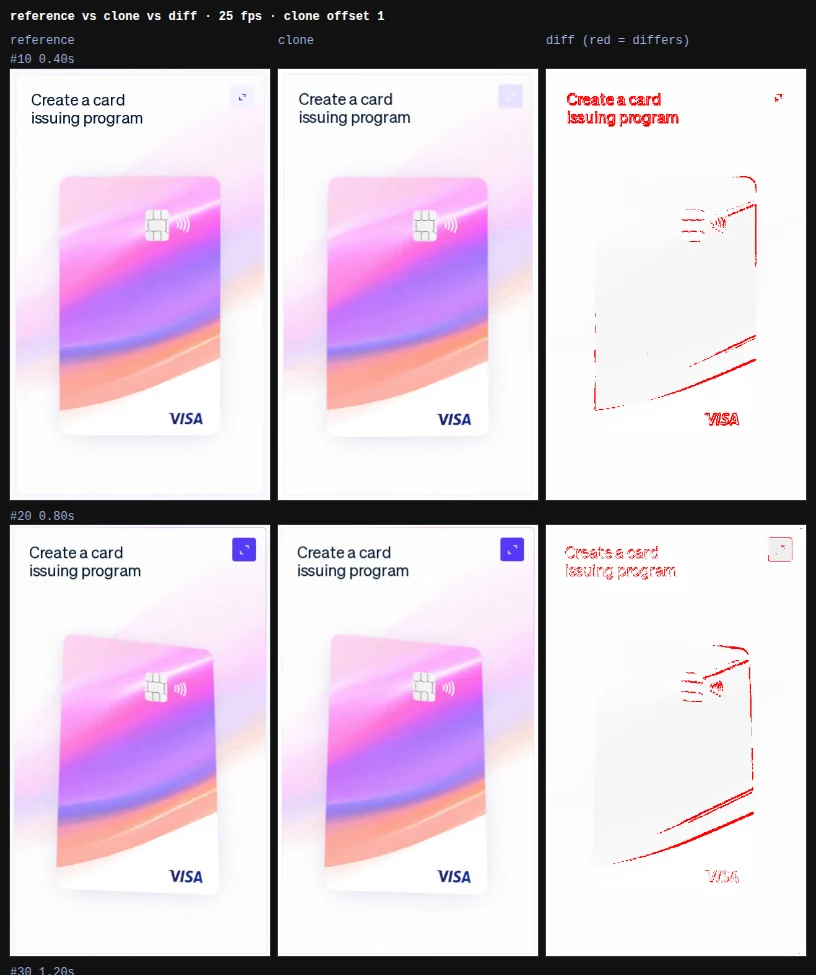 reference vs clone vs diff · 25 fps · clone offset 1
reference clone diff (red = differs)
#10 0.40s
Create a card
issuing program
VISA
Create a card
issuing program
VISA
Create a card
issuing program
VISA
#20 0.80s
Create a card
issuing program
VISA
Create a card
issuing program
VISA
Create a card
issuing program
VISA
#30 1.20s